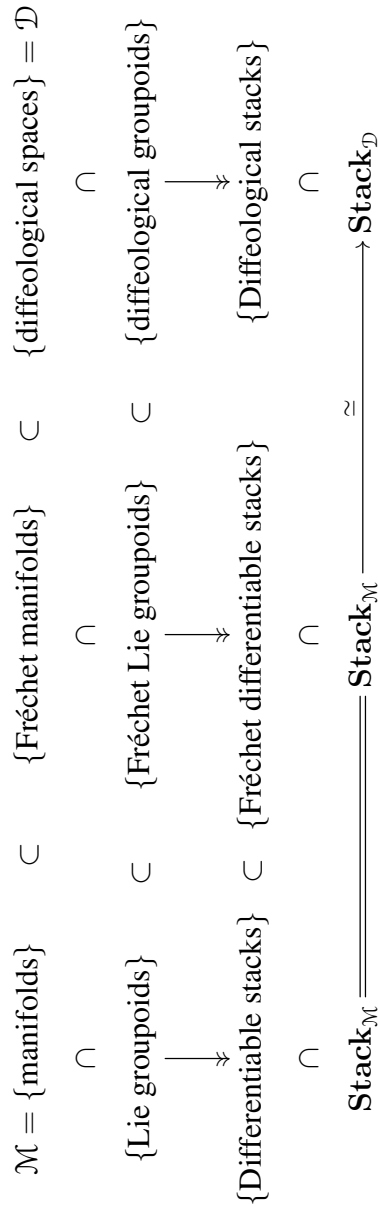 ℳ = {manifolds} ⊂ {Fréchet manifolds} ⊂ {diffeological spaces} = 𝒟
∩ ∩ ∩
{Lie groupoids} ⊂ {Fréchet Lie groupoids} ⊂ {diffeological groupoids}
{Differentiable stacks} ⊂ {Fréchet differentiable stacks} {Diffeological stacks}
∩ ∩ ∩
≃
Stack_ℳ Stack_ℳ Stack_𝒟